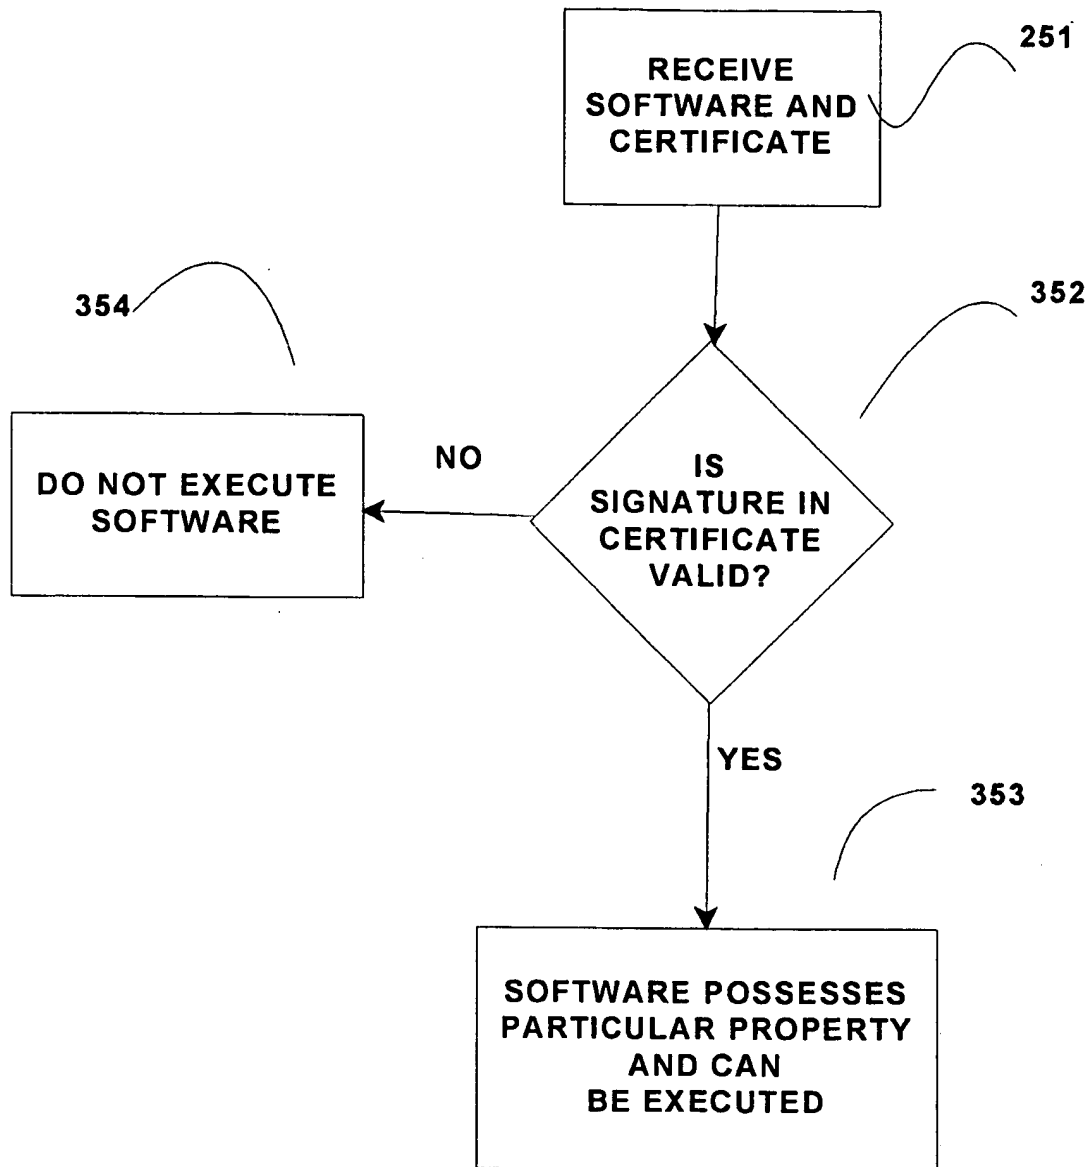 251
RECEIVE
SOFTWARE AND
CERTIFICATE
352
354
NO
IS
SIGNATURE IN
CERTIFICATE
VALID?
DO NOT EXECUTE
SOFTWARE
YES
353
SOFTWARE POSSESSES
PARTICULAR PROPERTY
AND CAN
BE EXECUTED